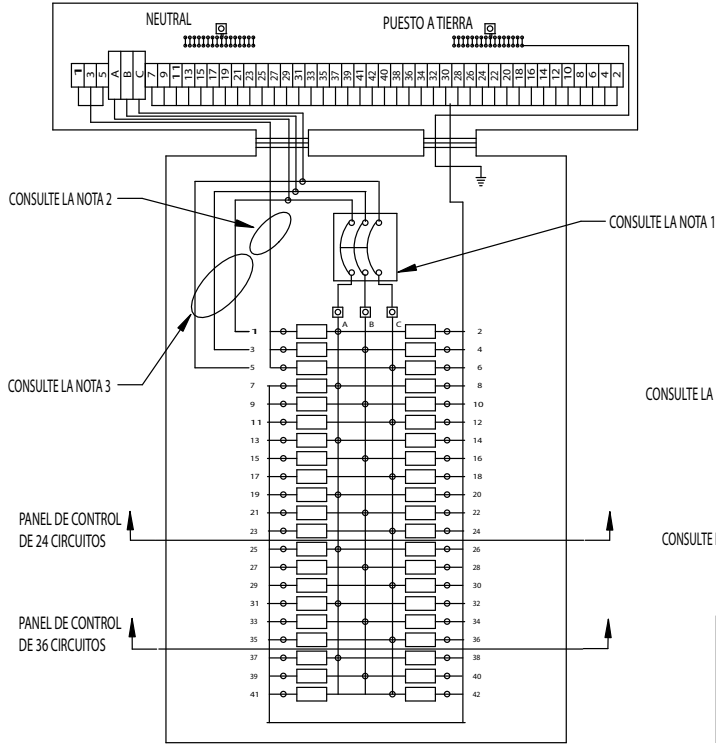 NEUTRAL
PUESTO A TIERRA
1 3 5 A B C 7 9 11 13 15 17 19 21 23 25 27 29 31 33 35 37 39 41 42 40 38 36 34 32 30 28 26 24 22 20 18 16 14 12 10 8 6 4 2
CONSULTE LA NOTA 2
CONSULTE LA NOTA 1
CONSULTE LA NOTA 3
CONSULTE LA
A B C
1 2
3 4
5 6
7 8
9 10
11 12
13 14
15 16
17 18
19 20
21 22
PANEL DE CONTROL
DE 24 CIRCUITOS
23 24
CONSULTE
25 26
27 28
29 30
31 32
33 34
PANEL DE CONTROL
DE 36 CIRCUITOS
35 36
37 38
39 40
41 42